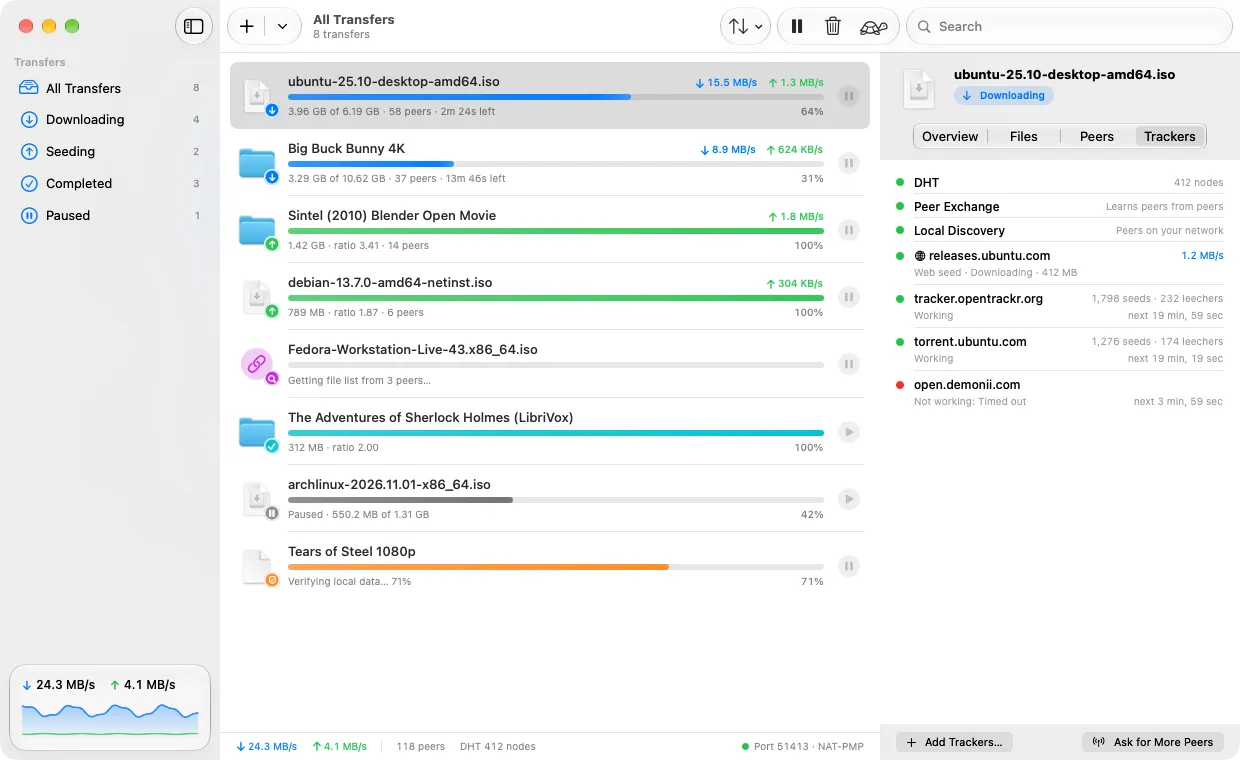 All Transfers
8 transfers
Search
Transfers
All Transfers 8
Downloading 4
Seeding 2
Completed 3
Paused 1
24.3 MB/s 4.1 MB/s
ubuntu-25.10-desktop-amd64.iso 15.5 MB/s 1.3 MB/s
3.96 GB of 6.19 GB · 58 peers · 2m 24s left 64%
Big Buck Bunny 4K 8.9 MB/s 624 KB/s
3.29 GB of 10.62 GB · 37 peers · 13m 46s left 31%
Sintel (2010) Blender Open Movie 1.8 MB/s
1.42 GB · ratio 3.41 · 14 peers 100%
debian-13.7.0-amd64-netinst.iso 304 KB/s
789 MB · ratio 1.87 · 6 peers 100%
Fedora-Workstation-Live-43.x86_64.iso
Getting file list from 3 peers...
The Adventures of Sherlock Holmes (LibriVox)
312 MB · ratio 2.00 100%
archlinux-2026.11.01-x86_64.iso
Paused · 550.2 MB of 1.31 GB 42%
Tears of Steel 1080p
Verifying local data... 71% 71%
24.3 MB/s 4.1 MB/s 118 peers DHT 412 nodes Port 51413 · NAT-PMP
ubuntu-25.10-desktop-amd64.iso
Downloading
Overview Files Peers Trackers
DHT 412 nodes
Peer Exchange Learns peers from peers
Local Discovery Peers on your network
releases.ubuntu.com 1.2 MB/s
Web seed · Downloading · 412 MB
tracker.opentrackr.org 1,798 seeds · 232 leechers
Working next 19 min, 59 sec
torrent.ubuntu.com 1,276 seeds · 174 leechers
Working next 19 min, 19 sec
open.demonii.com
Not working: Timed out next 3 min, 59 sec
Add Trackers... Ask for More Peers